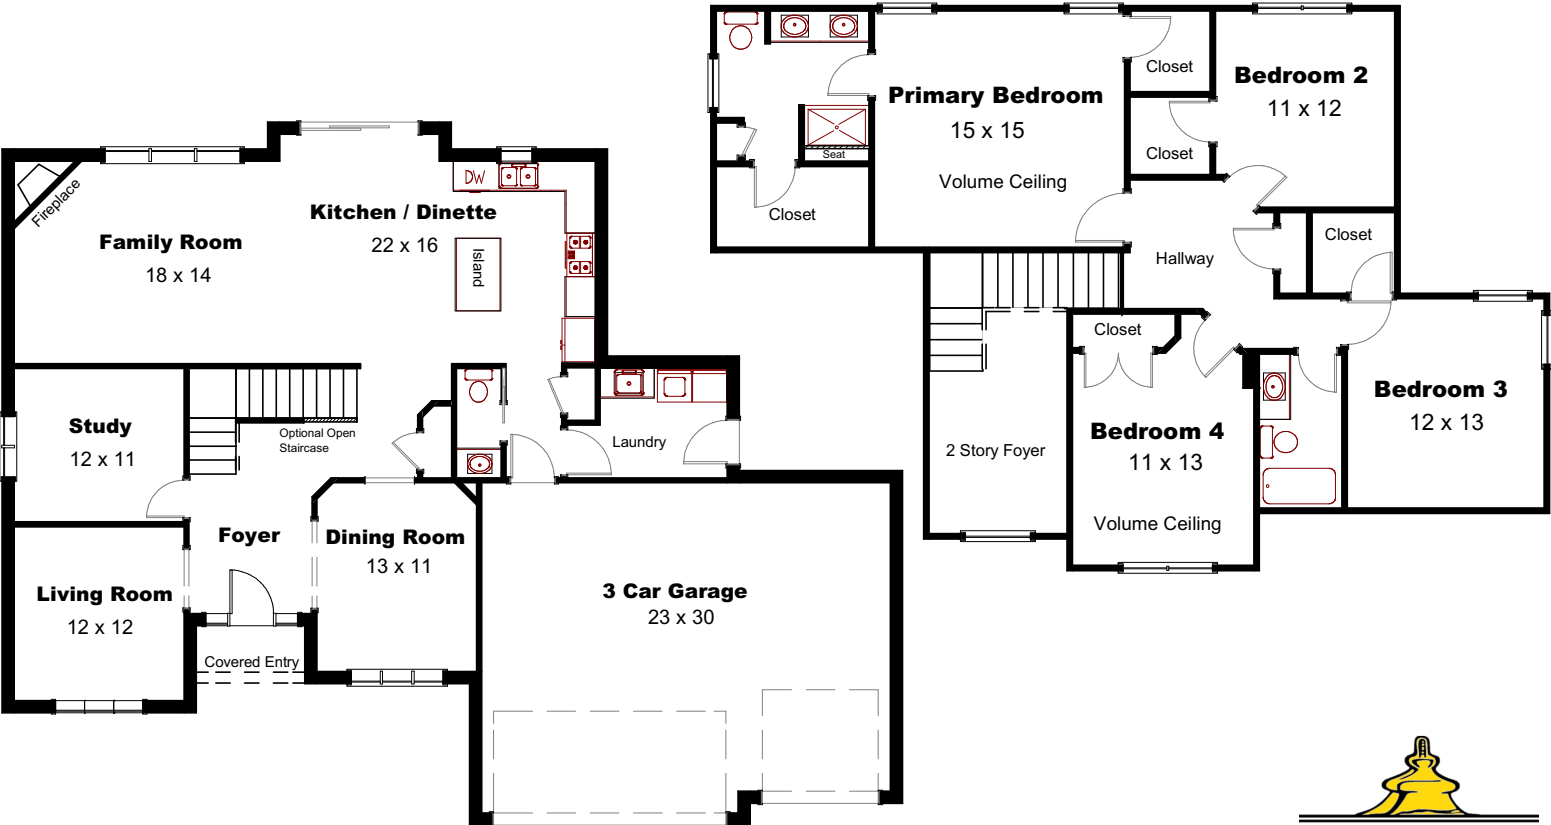 Fireplace
Family Room
18 x 14
Kitchen / Dinette
22 x 16
DW
Island
Study
12 x 11
Optional Open
Staircase
Laundry
Foyer
Dining Room
13 x 11
Living Room
12 x 12
Covered Entry
3 Car Garage
23 x 30
Seat
Closet
Primary Bedroom
15 x 15
Volume Ceiling
Closet
Closet
Bedroom 2
11 x 12
Hallway
Closet
Closet
2 Story Foyer
Bedroom 4
11 x 13
Volume Ceiling
Bedroom 3
12 x 13